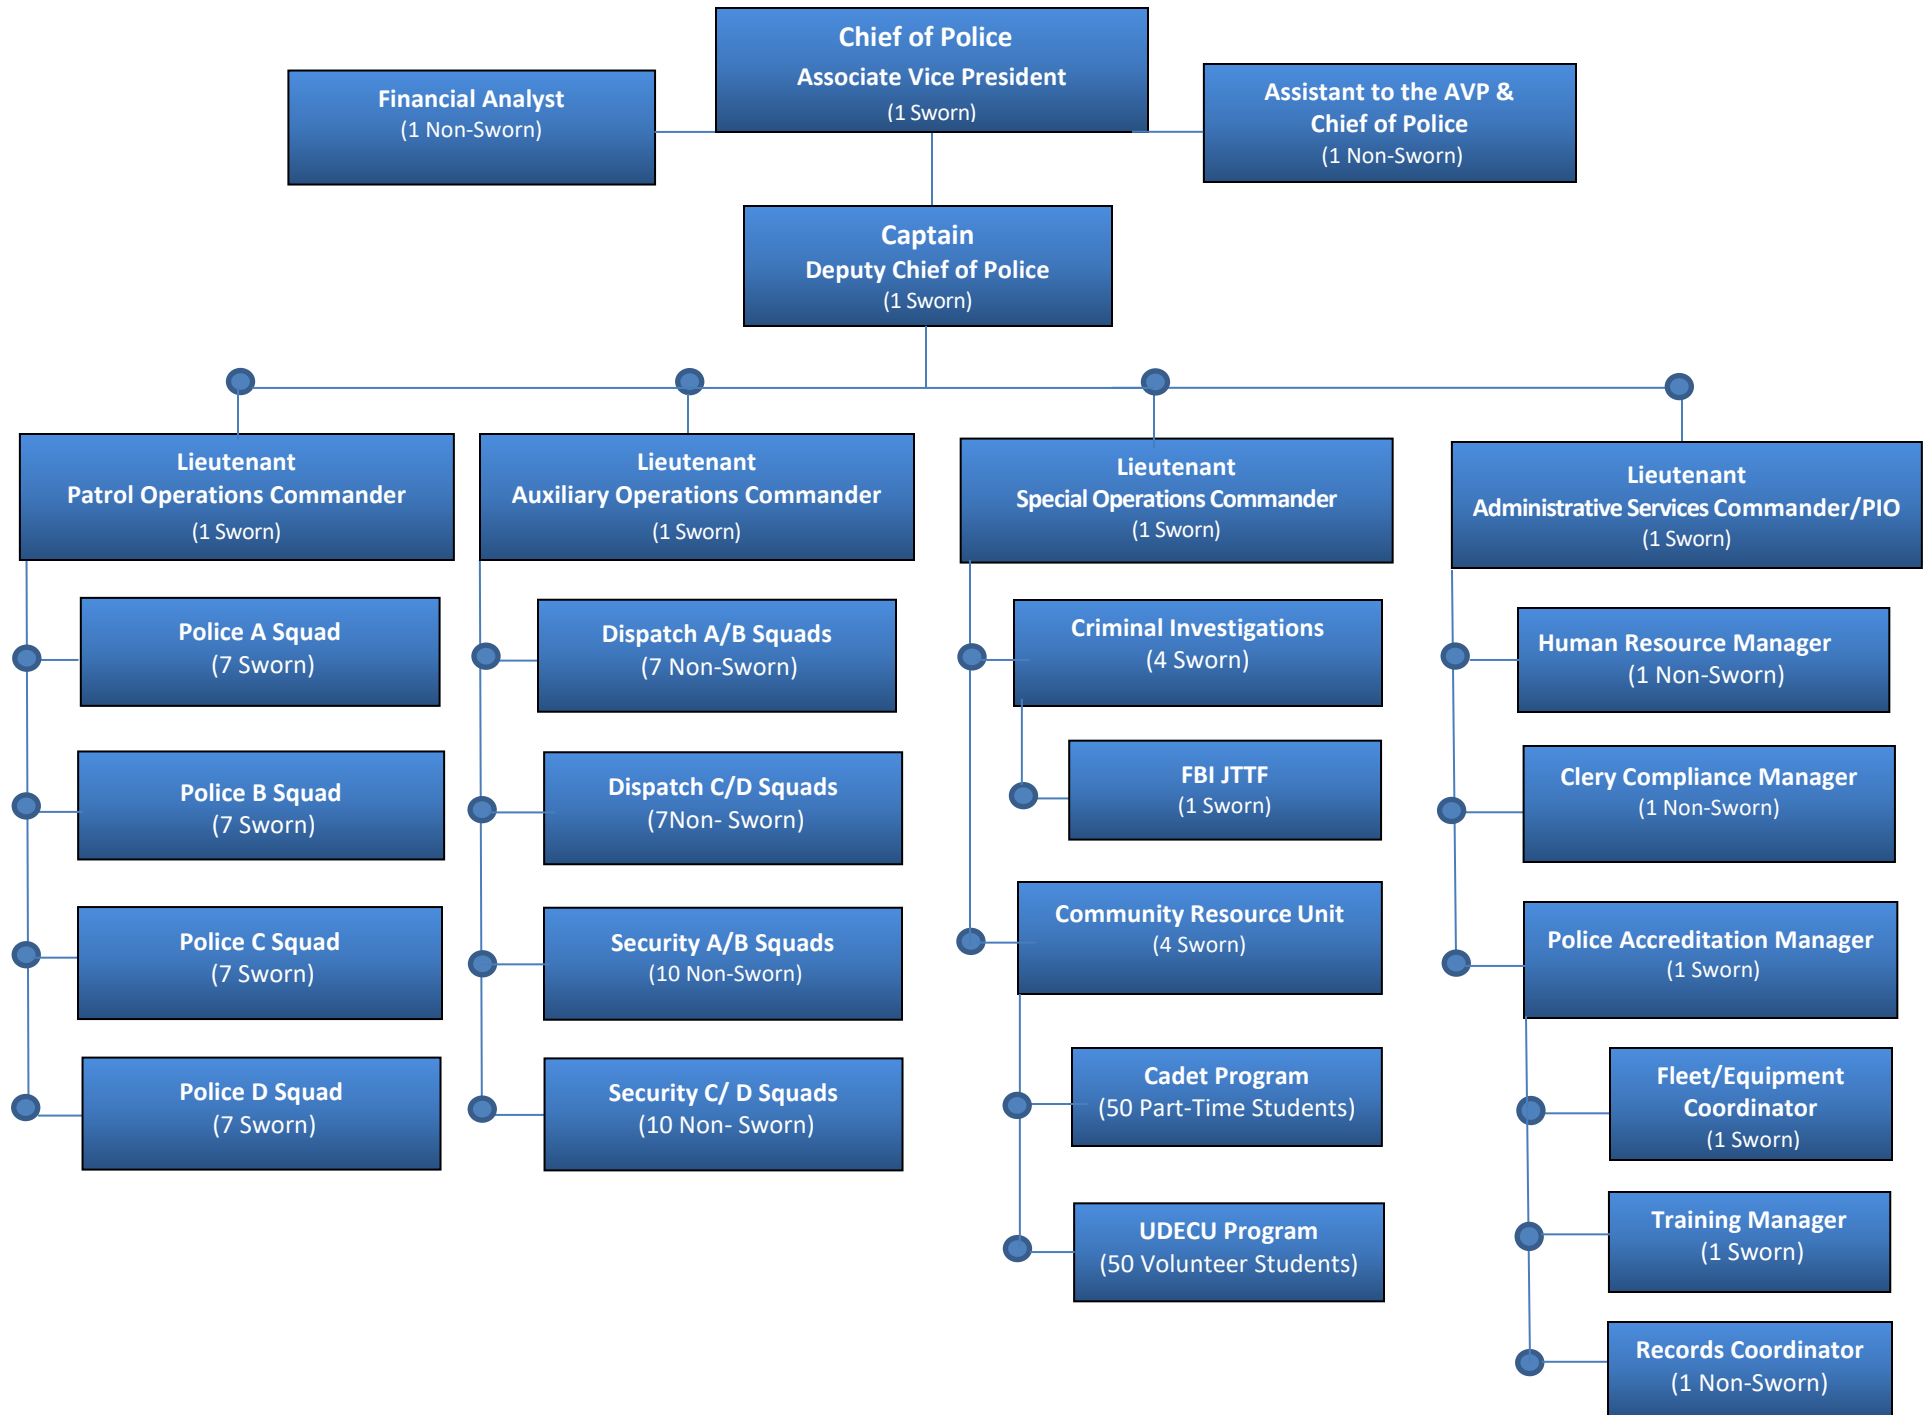 Chief of Police
Associate Vice President
(1 Sworn)
Financial Analyst
(1 Non-Sworn)
Assistant to the AVP &
Chief of Police
(1 Non-Sworn)
Captain
Deputy Chief of Police
(1 Sworn)
Lieutenant
Patrol Operations Commander
(1 Sworn)
Police A Squad
(7 Sworn)
Police B Squad
(7 Sworn)
Police C Squad
(7 Sworn)
Police D Squad
(7 Sworn)
Lieutenant
Auxiliary Operations Commander
(1 Sworn)
Dispatch A/B Squads
(7 Non-Sworn)
Dispatch C/D Squads
(7Non- Sworn)
Security A/B Squads
(10 Non-Sworn)
Security C/ D Squads
(10 Non- Sworn)
Lieutenant
Special Operations Commander
(1 Sworn)
Criminal Investigations
(4 Sworn)
FBI JTTF
(1 Sworn)
Community Resource Unit
(4 Sworn)
Cadet Program
(50 Part-Time Students)
UDECU Program
(50 Volunteer Students)
Lieutenant
Administrative Services Commander/PIO
(1 Sworn)
Human Resource Manager
(1 Non-Sworn)
Clery Compliance Manager
(1 Non-Sworn)
Police Accreditation Manager
(1 Sworn)
Fleet/Equipment
Coordinator
(1 Sworn)
Training Manager
(1 Sworn)
Records Coordinator
(1 Non-Sworn)